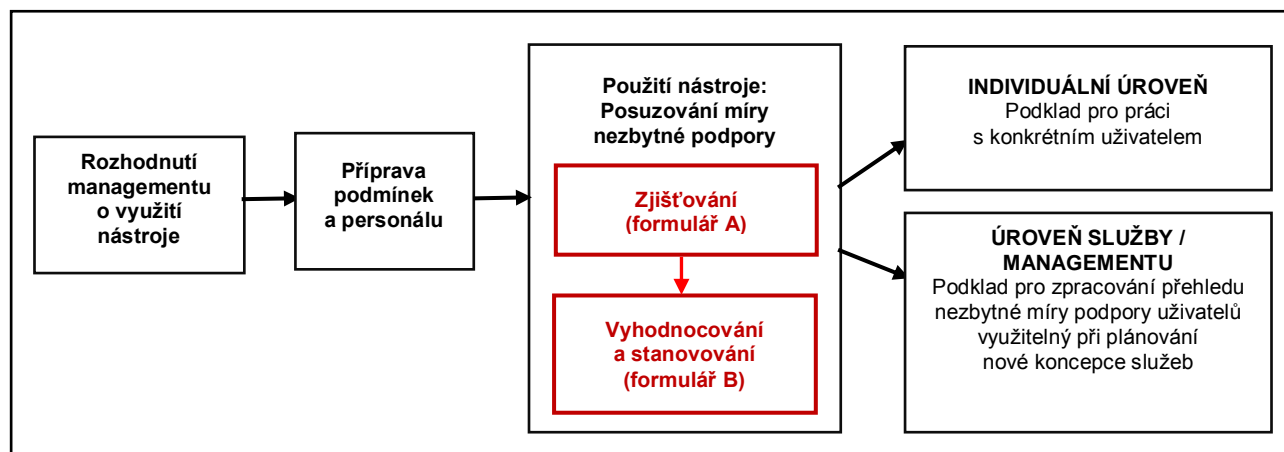 Rozhodnutí
managementu
o využití
nástroje
Příprava
podmínek
a personálu
Použití nástroje:
Posuzování míry
nezbytné podpory
Zjišťování
(formulář A)
Vyhodnocování
a stanovování
(formulář B)
INDIVIDUÁLNÍ ÚROVEŇ
Podklad pro práci
s konkrétním uživatelem
ÚROVEŇ SLUŽBY /
MANAGEMENTU
Podklad pro zpracování přehledu
nezbytné míry podpory uživatelů
využitelný při plánování
nové koncepce služeb